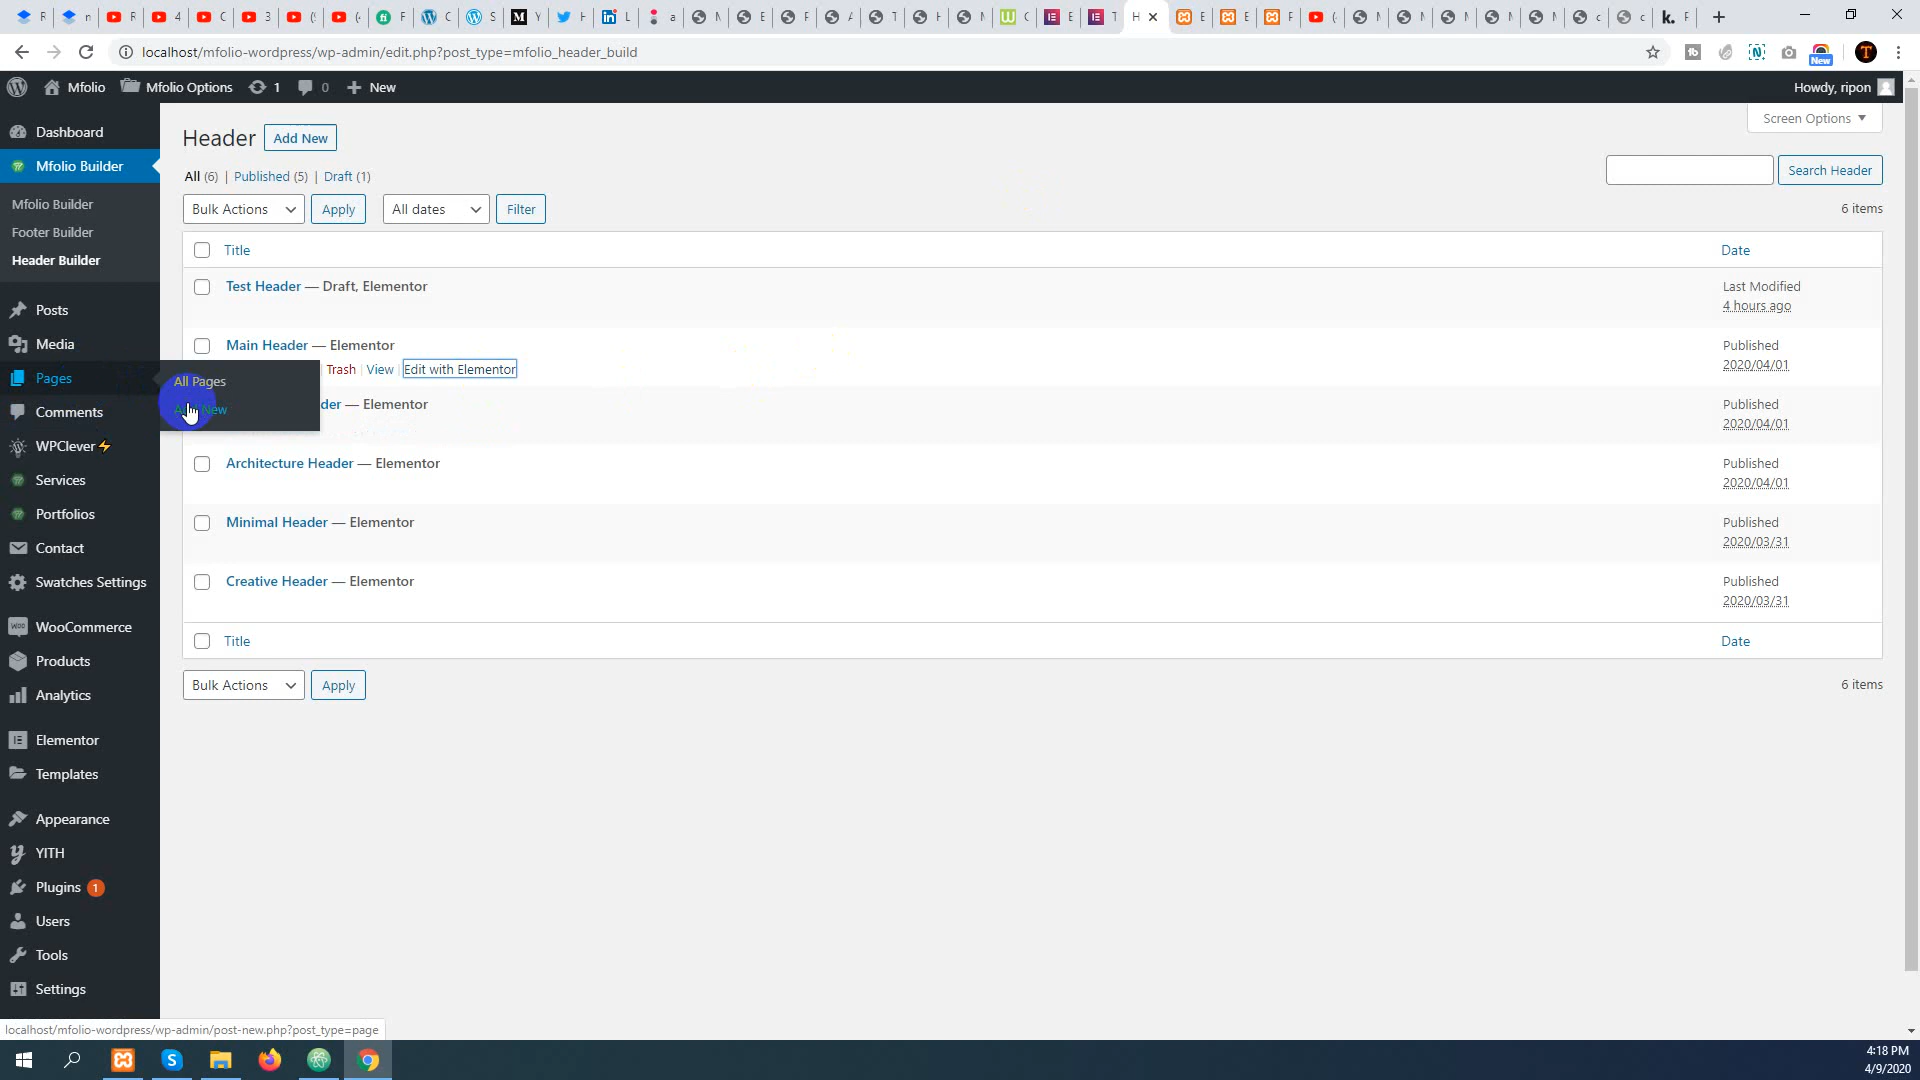 localhost/mfolio-wordpress/wp-admin/edit.php?post_type=mfolio_header_build
New
Mfolio
Mfolio Options
1
0
New
Howdy, ripon
Screen Options
Dashboard
Mfolio Builder
Mfolio Builder
Footer Builder
Header Builder
Posts
Media
Pages
All Pages
Comments
WPClever
Services
Portfolios
Contact
Swatches Settings
WooCommerce
Products
Analytics
Elementor
Templates
Appearance
YITH
Plugins 1
Users
Tools
Settings
Header Add New
All (6) | Published (5) | Draft (1)
Search Header
Bulk Actions Apply All dates Filter
6 items
Title Date
Test Header — Draft, Elementor
Last Modified
4 hours ago
Main Header — Elementor
Trash | View | Edit with Elementor
Published
2020/04/01
— Elementor
Published
2020/04/01
Architecture Header — Elementor
Published
2020/04/01
Minimal Header — Elementor
Published
2020/03/31
Creative Header — Elementor
Published
2020/03/31
Title Date
Bulk Actions Apply
6 items
localhost/mfolio-wordpress/wp-admin/post-new.php?post_type=page
4:18 PM
4/9/2020